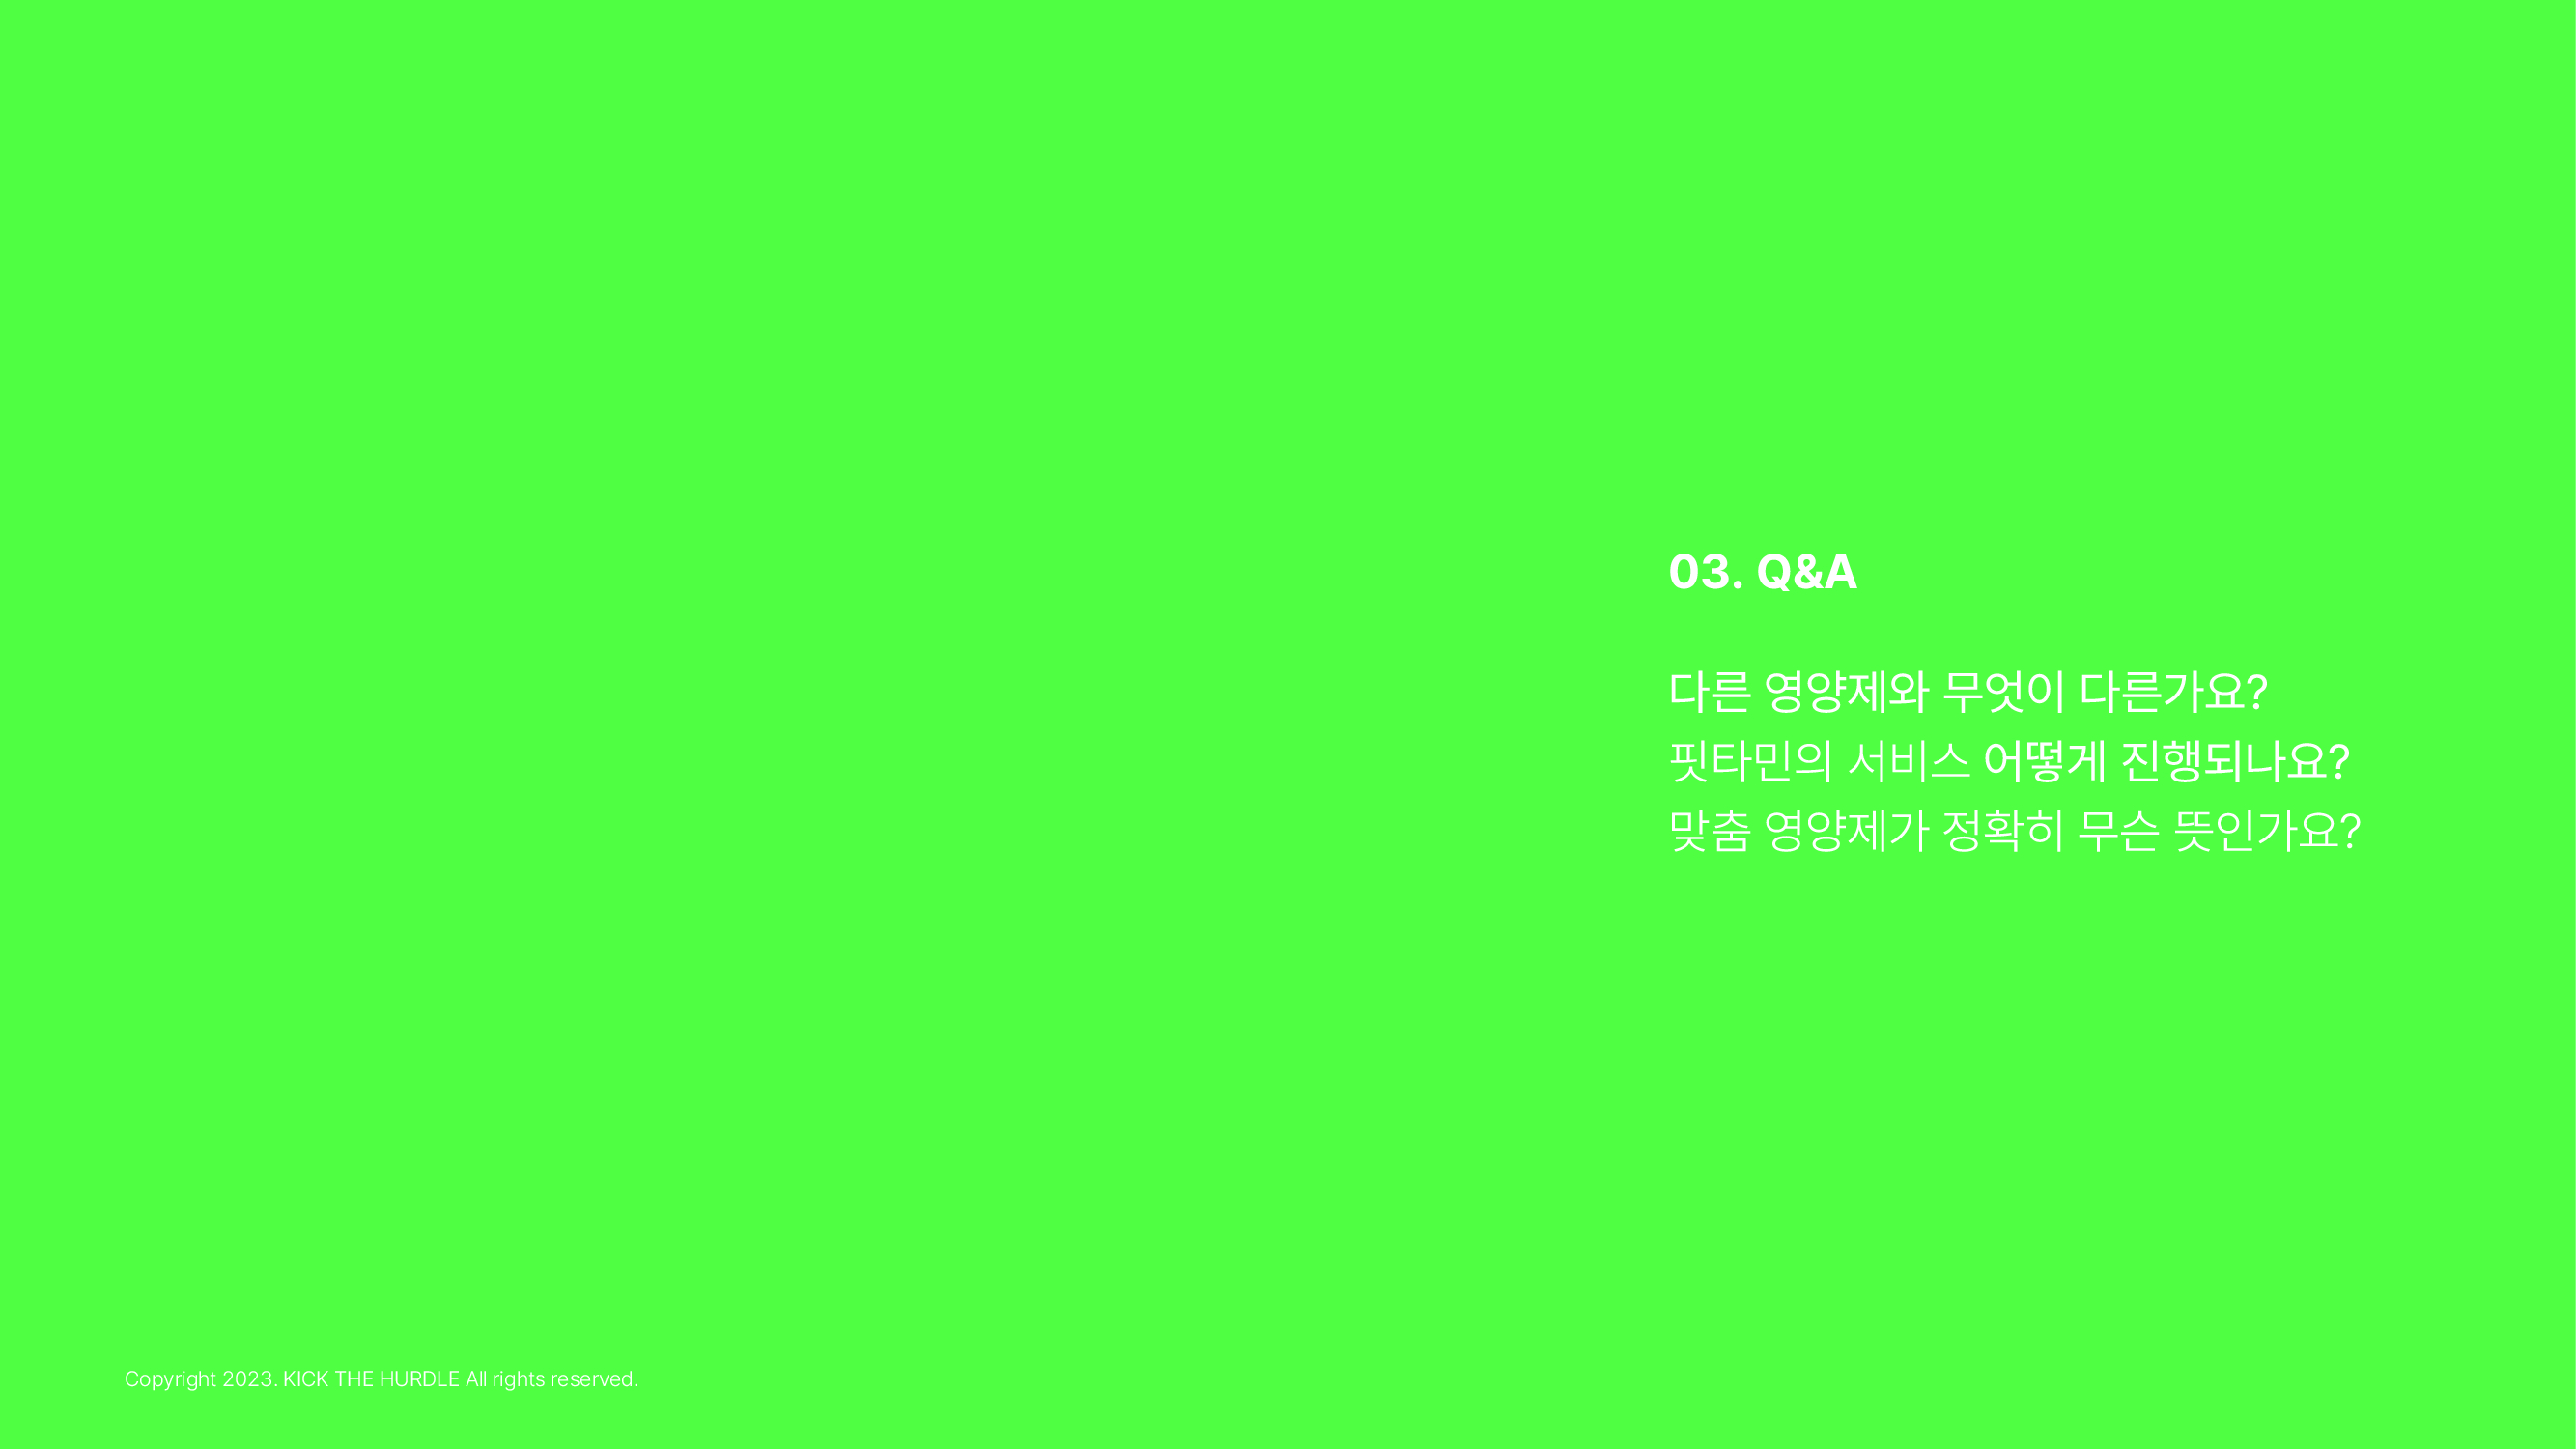 03. Q&A
다른 영양제와 무엇이 다른가요?
핏타민의 서비스 어떻게 진행되나요?
맞춤 영양제가 정확히 무슨 뜻인가요?
Copyright 2023. KICK THE HURDLE All rights reserved.